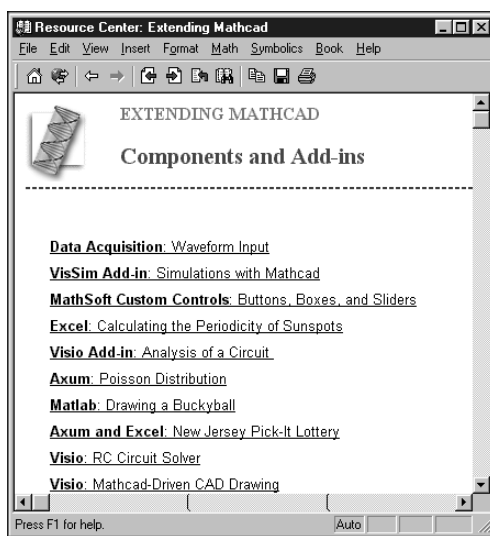 Resource Center: Extending Mathcad
File Edit View Insert Format Math Symbolics Book Help
EXTENDING MATHCAD
Components and Add-ins
Data Acquisition: Waveform Input
VisSim Add-in: Simulations with Mathcad
MathSoft Custom Controls: Buttons, Boxes, and Sliders
Excel: Calculating the Periodicity of Sunspots
Visio Add-in: Analysis of a Circuit
Axum: Poisson Distribution
Matlab: Drawing a Buckyball
Axum and Excel: New Jersey Pick-It Lottery
Visio: RC Circuit Solver
Visio: Mathcad-Driven CAD Drawing
Press F1 for help. Auto